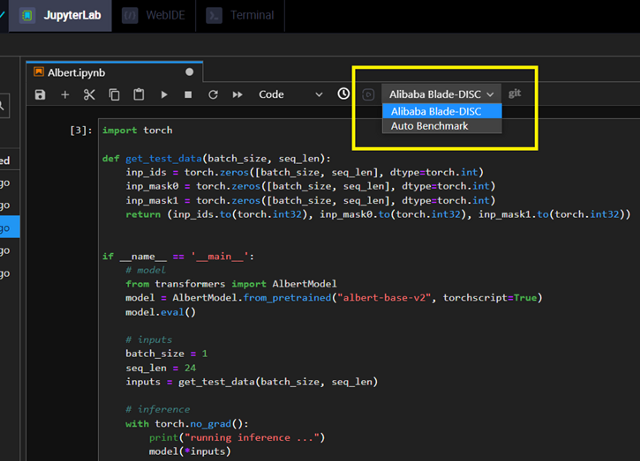 JupyterLab WebIDE Terminal
Albert.ipynb
Code Alibaba Blade-DISC git
Alibaba Blade-DISC
Auto Benchmark
ed
go
go
go
go
go
[3]: import torch
def get_test_data(batch_size, seq_len):
inp_ids = torch.zeros([batch_size, seq_len], dtype=torch.int)
inp_mask0 = torch.zeros([batch_size, seq_len], dtype=torch.int)
inp_mask1 = torch.zeros([batch_size, seq_len], dtype=torch.int)
return (inp_ids.to(torch.int32), inp_mask0.to(torch.int32), inp_mask1.to(torch.int32))
if __name__ == '__main__':
# model
from transformers import AlbertModel
model = AlbertModel.from_pretrained("albert-base-v2", torchscript=True)
model.eval()
# inputs
batch_size = 1
seq_len = 24
inputs = get_test_data(batch_size, seq_len)
# inference
with torch.no_grad():
print("running inference ...")
model(*inputs)